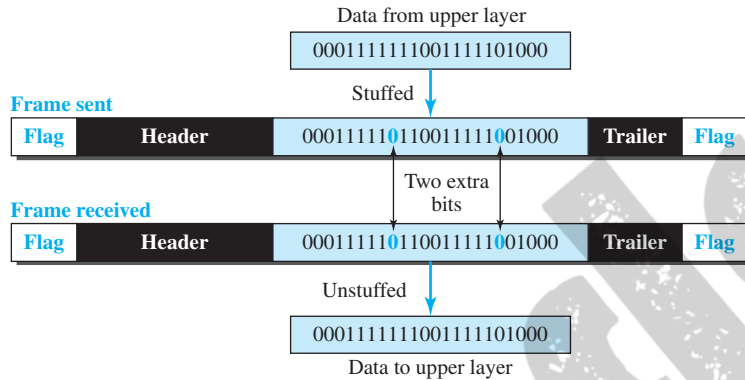 Data from upper layer
0001111111001111101000
Stuffed
Frame sent
Flag Header 000111110110011111001000 Trailer Flag
Two extra
bits
Frame received
Flag Header 000111110110011111001000 Trailer Flag
Unstuffed
0001111111001111101000
Data to upper layer